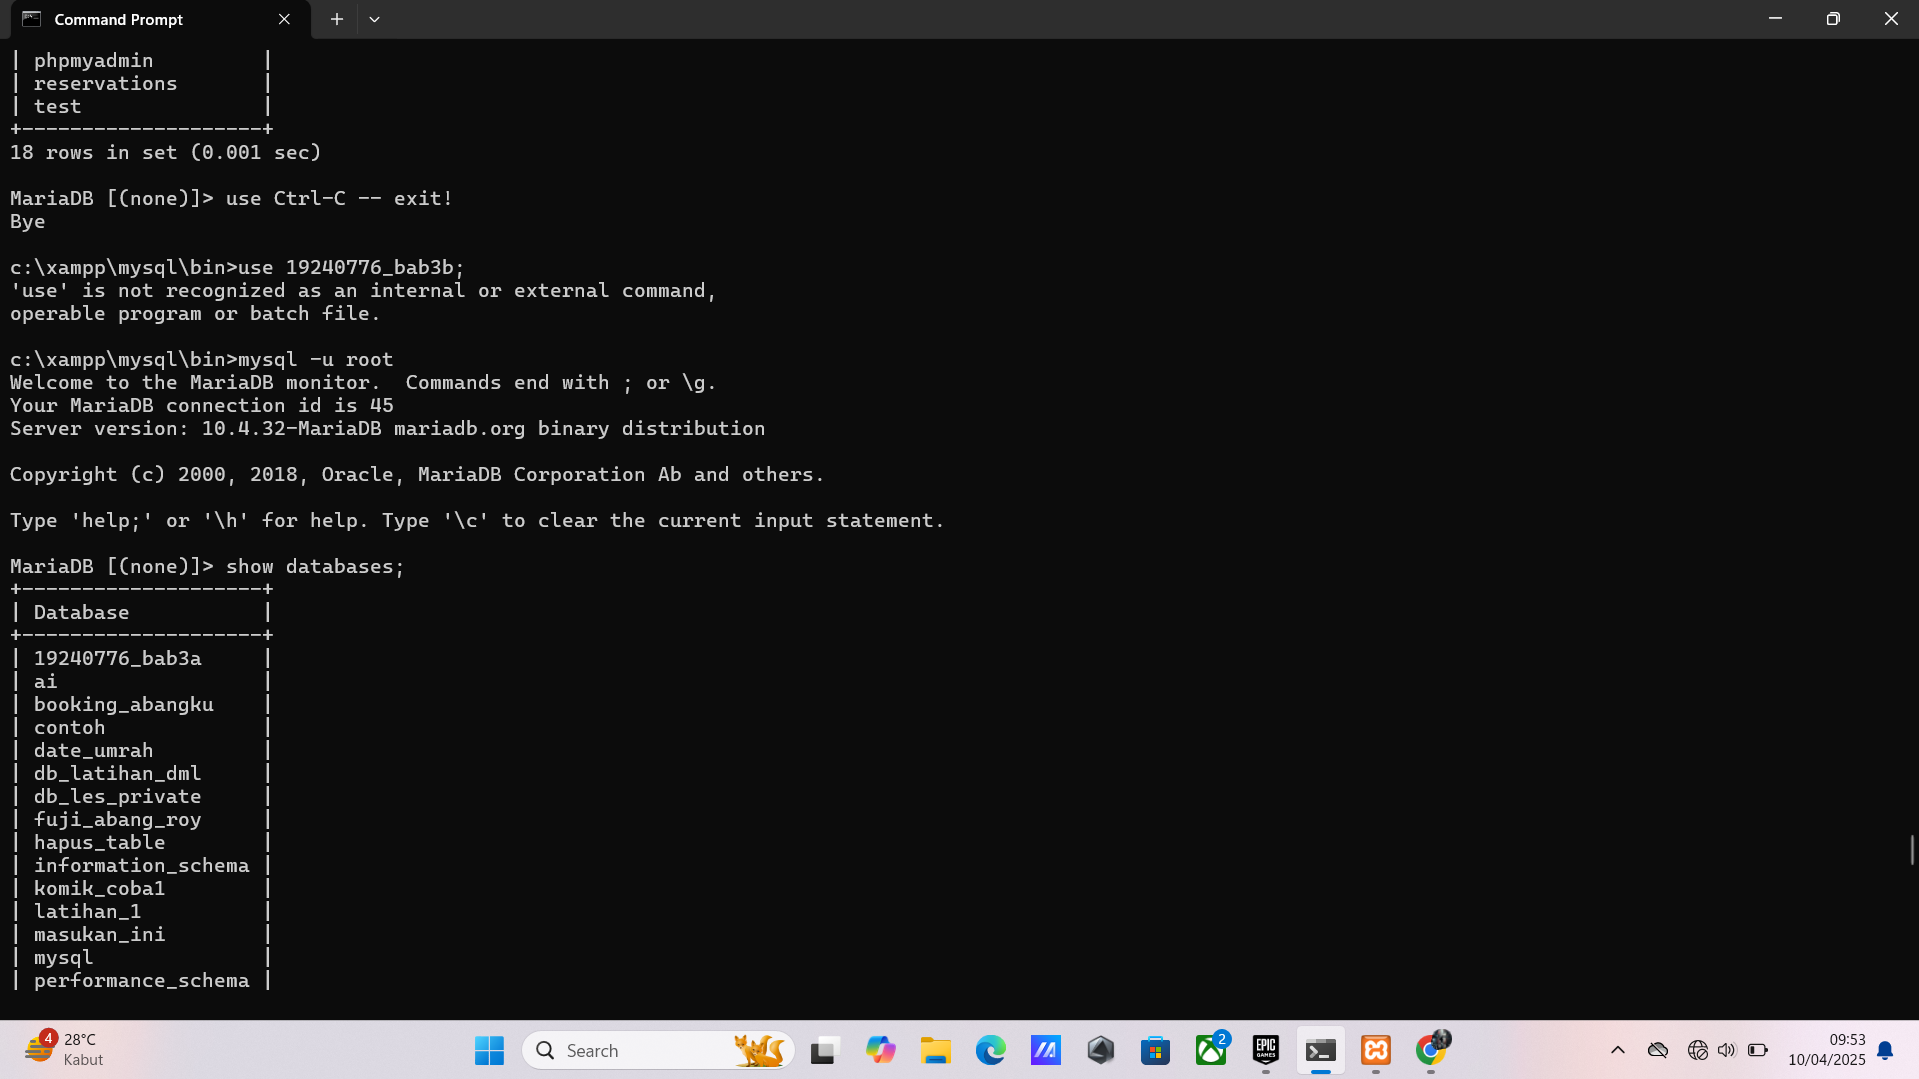 Command Prompt
| phpmyadmin         |
| reservations       |
| test               |
+--------------------+
18 rows in set (0.001 sec)
MariaDB [(none)]> use Ctrl-C -- exit!
Bye
c:\xampp\mysql\bin>use 19240776_bab3b;
'use' is not recognized as an internal or external command,
operable program or batch file.
c:\xampp\mysql\bin>mysql -u root
Welcome to the MariaDB monitor.  Commands end with ; or \g.
Your MariaDB connection id is 45
Server version: 10.4.32-MariaDB mariadb.org binary distribution
Copyright (c) 2000, 2018, Oracle, MariaDB Corporation Ab and others.
Type 'help;' or '\h' for help. Type '\c' to clear the current input statement.
MariaDB [(none)]> show databases;
+--------------------+
| Database           |
+--------------------+
| 19240776_bab3a     |
| ai                 |
| booking_abangku    |
| contoh             |
| date_umrah         |
| db_latihan_dml     |
| db_les_private     |
| fuji_abang_roy     |
| hapus_table        |
| information_schema |
| komik_coba1        |
| latihan_1          |
| masukan_ini        |
| mysql              |
| performance_schema |
4
28°C
Kabut
Search
2
EPIC
GAMES
09:53
10/04/2025